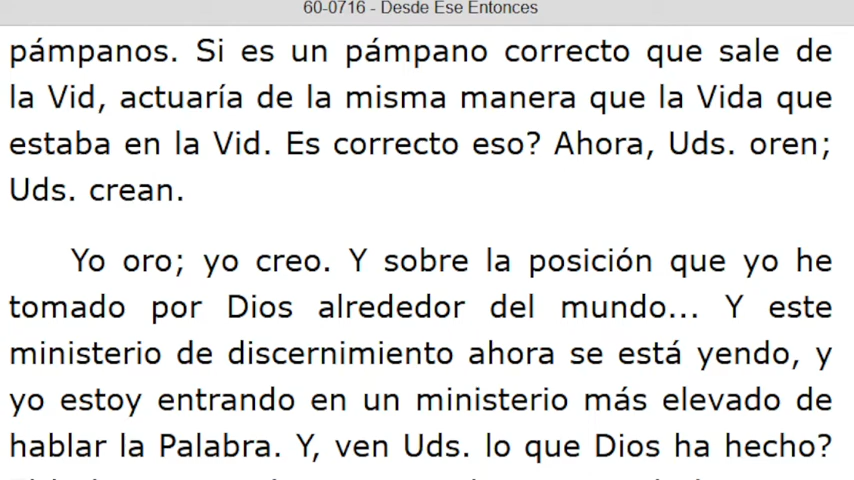 60-0716 - Desde Ese Entonces
pámpanos. Si es un pámpano correcto que sale de
la Vid, actuaría de la misma manera que la Vida que
estaba en la Vid. Es correcto eso? Ahora, Uds. oren;
Uds. crean.
Yo oro; yo creo. Y sobre la posición que yo he
tomado por Dios alrededor del mundo... Y este
ministerio de discernimiento ahora se está yendo, y
yo estoy entrando en un ministerio más elevado de
hablar la Palabra. Y, ven Uds. lo que Dios ha hecho?